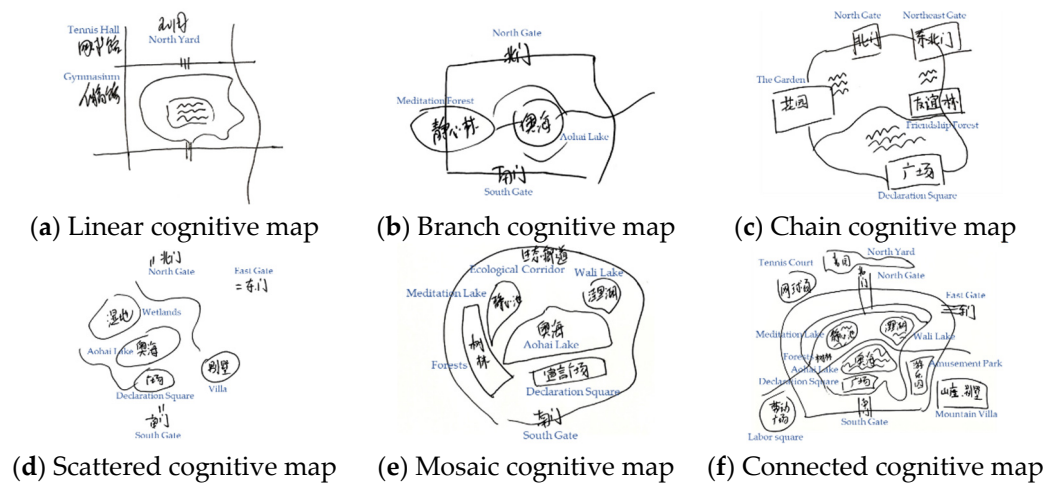 Tennis Hall
网球馆
North Yard
Gymnasium
North Gate
北门
Meditation Forest
静心林
奥海
Aohai Lake
南门
South Gate
North Gate
北门
Northeast Gate
东北门
The Garden
花园
友谊林
Friendship Forest
广场
Declaration Square
(a) Linear cognitive map
(b) Branch cognitive map
(c) Chain cognitive map
北门
North Gate
East Gate
东门
湿地
Wetlands
Aohai Lake
奥海
广场
别墅
Villa
Declaration Square
南门
South Gate
生态廊道
Ecological Corridor
Wali Lake
Meditation Lake
静心湖
洼里湖
奥海
Aohai Lake
Forests
树林
宣言广场
Declaration Square
南门
South Gate
North Yard
Tennis Court
北园
网球场
北门
North Gate
East Gate
东门
Meditation Lake
静心湖
Wali Lake
Forests
树林
奥海
Aohai Lake
Declaration Square
广场
游乐园
Amusement Park
山庄别墅
Mountain Villa
劳动广场
Labor square
South Gate
(d) Scattered cognitive map
(e) Mosaic cognitive map
(f) Connected cognitive map